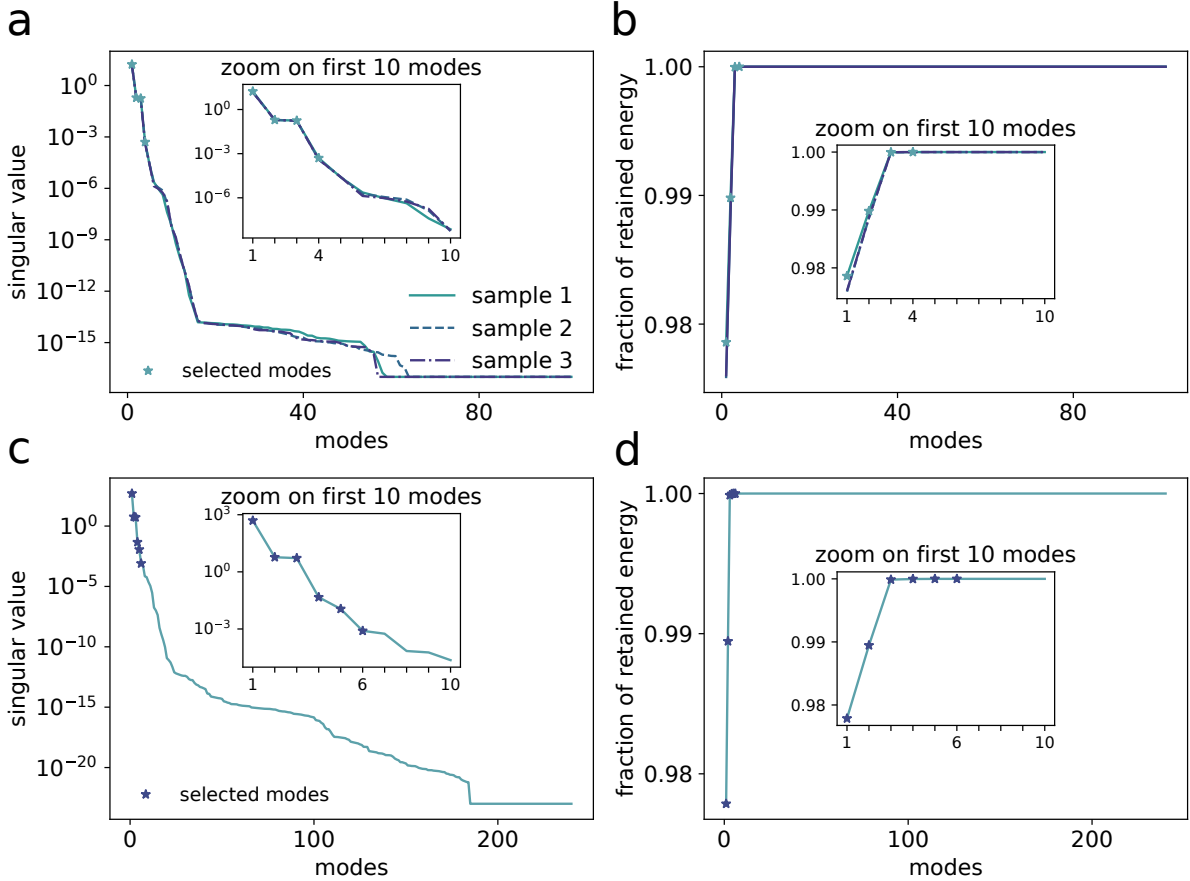 a
zoom on first 10 modes
singular value
10^0
10^−3
10^−6
10^−9
10^−12
10^−15
10^0
10^−3
10^−6
1
4
10
sample 1
sample 2
sample 3
selected modes
0
40
80
modes
b
fraction of retained energy
1.00
0.99
0.98
zoom on first 10 modes
1.00
0.99
0.98
1
4
10
0
40
80
modes
c
zoom on first 10 modes
singular value
10^0
10^−5
10^−10
10^−15
10^−20
10^3
10^0
10^−3
1
6
10
selected modes
0
100
200
modes
d
fraction of retained energy
1.00
0.99
0.98
zoom on first 10 modes
1.00
0.99
0.98
1
6
10
0
100
200
modes